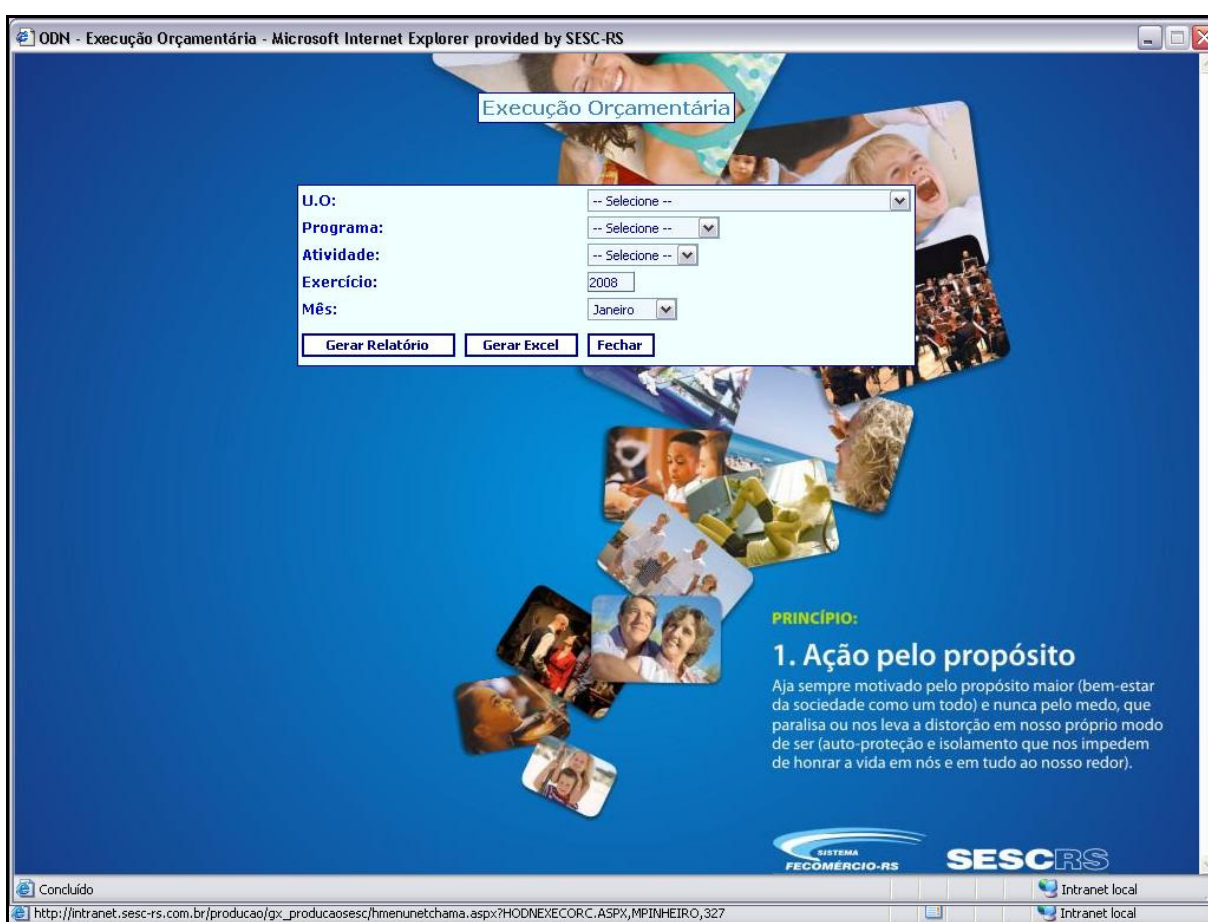 ODN - Execução Orçamentária - Microsoft Internet Explorer provided by SESC-RS
Execução Orçamentária
U.O: -- Selecione --
Programa: -- Selecione --
Atividade: -- Selecione --
Exercício: 2008
Mês: Janeiro
Gerar Relatório Gerar Excel Fechar
PRINCÍPIO:
1. Ação pelo propósito
Aja sempre motivado pelo propósito maior (bem-estar
da sociedade como um todo) e nunca pelo medo, que
paralisa ou nos leva a distorção em nosso próprio modo
de ser (auto-proteção e isolamento que nos impedem
de honrar a vida em nós e em tudo ao nosso redor).
SISTEMA
FECOMÉRCIO-RS
SESCRS
Concluído Intranet local
http://intranet.sesc-rs.com.br/producao/gx_producaosesc/hmenunetchama.aspx?HODNEXECORC.ASPX,MPINHEIRO,327 Intranet local